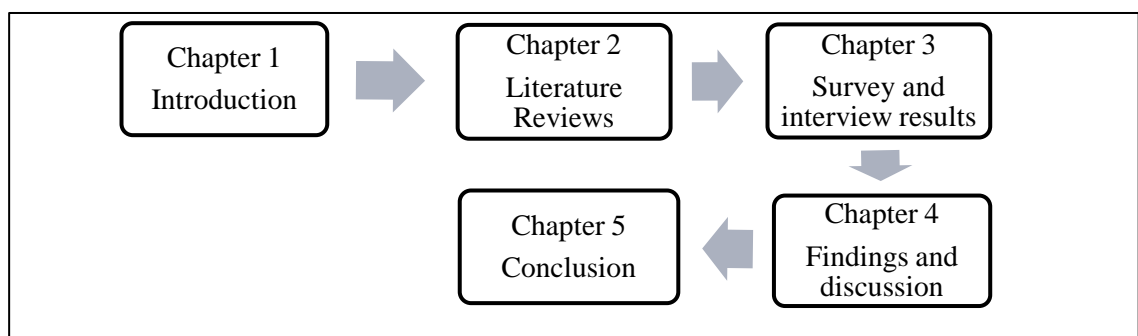 Chapter 1
Introduction
Chapter 2
Literature
Reviews
Chapter 3
Survey and
interview results
Chapter 4
Findings and
discussion
Chapter 5
Conclusion